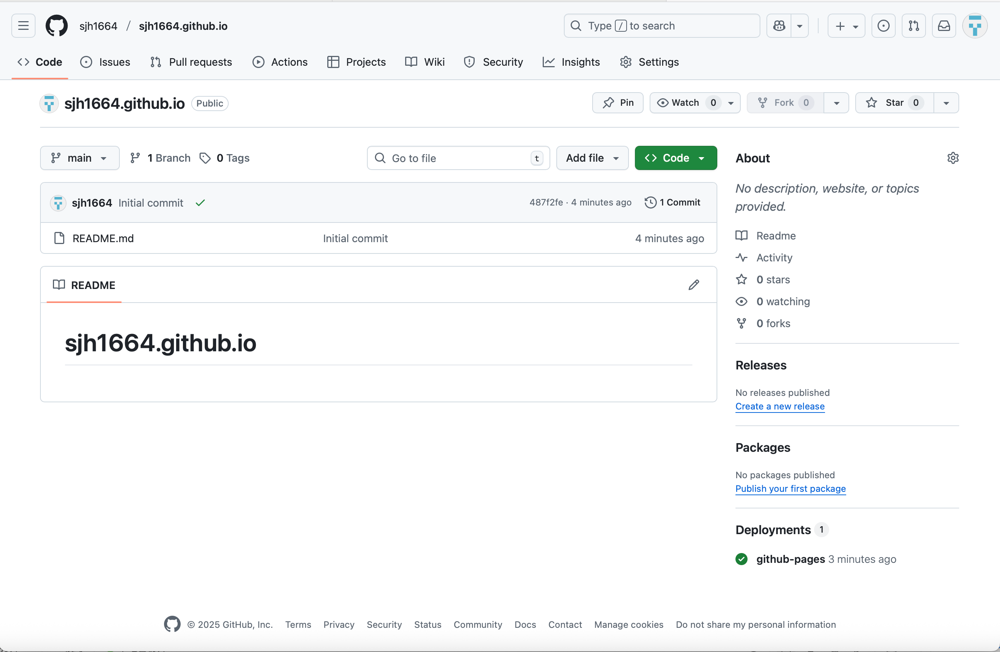 sjh1664 / sjh1664.github.io
Type / to search
Code Issues Pull requests Actions Projects Wiki Security Insights Settings
sjh1664.github.io Public
Pin Watch 0 Fork 0 Star 0
main 1 Branch 0 Tags
Go to file t Add file Code
sjh1664 Initial commit 487f2fe · 4 minutes ago 1 Commit
README.md Initial commit 4 minutes ago
README
sjh1664.github.io
About
No description, website, or topics
provided.
Readme
Activity
0 stars
0 watching
0 forks
Releases
No releases published
Create a new release
Packages
No packages published
Publish your first package
Deployments 1
github-pages 3 minutes ago
© 2025 GitHub, Inc. Terms Privacy Security Status Community Docs Contact Manage cookies Do not share my personal information